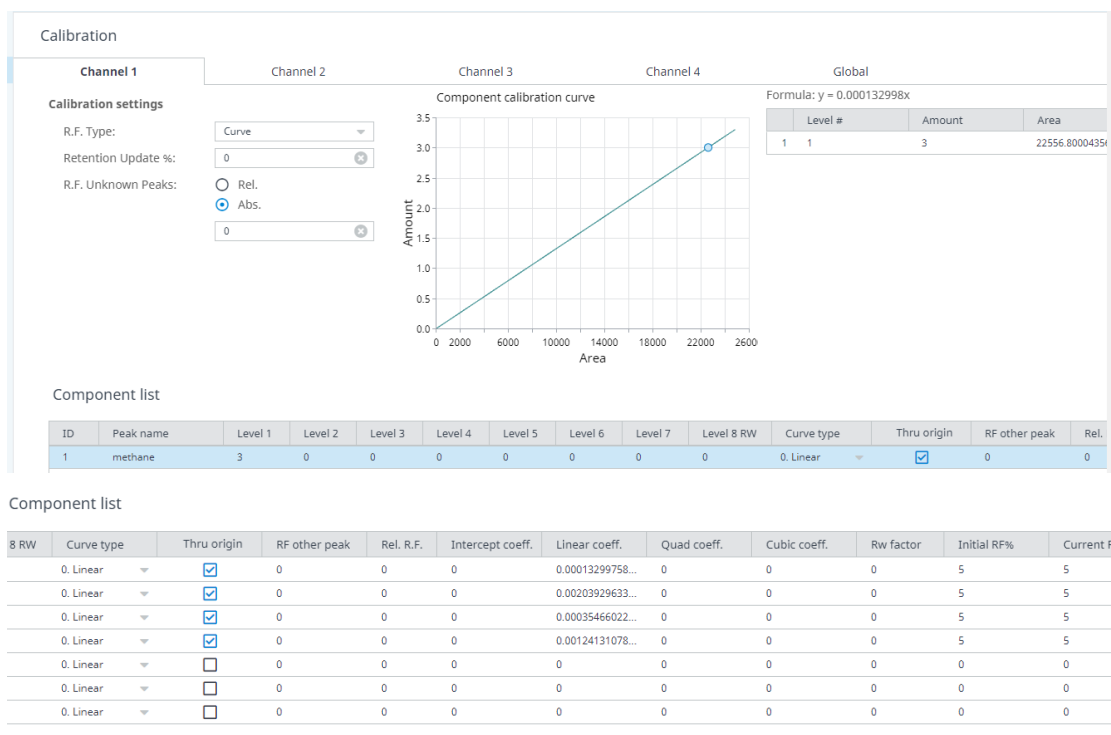 Calibration
Channel 1 Channel 2 Channel 3 Channel 4 Global
Calibration settings
R.F. Type: Curve
Retention Update %: 0
R.F. Unknown Peaks: Rel.
Abs.
0
Component calibration curve
3.5
3.0
2.5
2.0
1.5
1.0
0.5
0.0
Amount
0 2000 6000 10000 14000 18000 22000 2600
Area
Formula: y = 0.000132998x
Level # Amount Area
1 1 3 22556.80004356
Component list
ID Peak name Level 1 Level 2 Level 3 Level 4 Level 5 Level 6 Level 7 Level 8 RW Curve type Thru origin RF other peak Rel.
1 methane 3 0 0 0 0 0 0 0 0. Linear 0 0
Component list
8 RW Curve type Thru origin RF other peak Rel. R.F. Intercept coeff. Linear coeff. Quad coeff. Cubic coeff. Rw factor Initial RF% Current
0. Linear 0 0 0 0.00013299758... 0 0 0 5 5
0. Linear 0 0 0 0.00203929633... 0 0 0 5 5
0. Linear 0 0 0 0.00035466022... 0 0 0 5 5
0. Linear 0 0 0 0.00124131078... 0 0 0 5 5
0. Linear 0 0 0 0 0 0 0 0 0
0. Linear 0 0 0 0 0 0 0 0 0
0. Linear 0 0 0 0 0 0 0 0 0